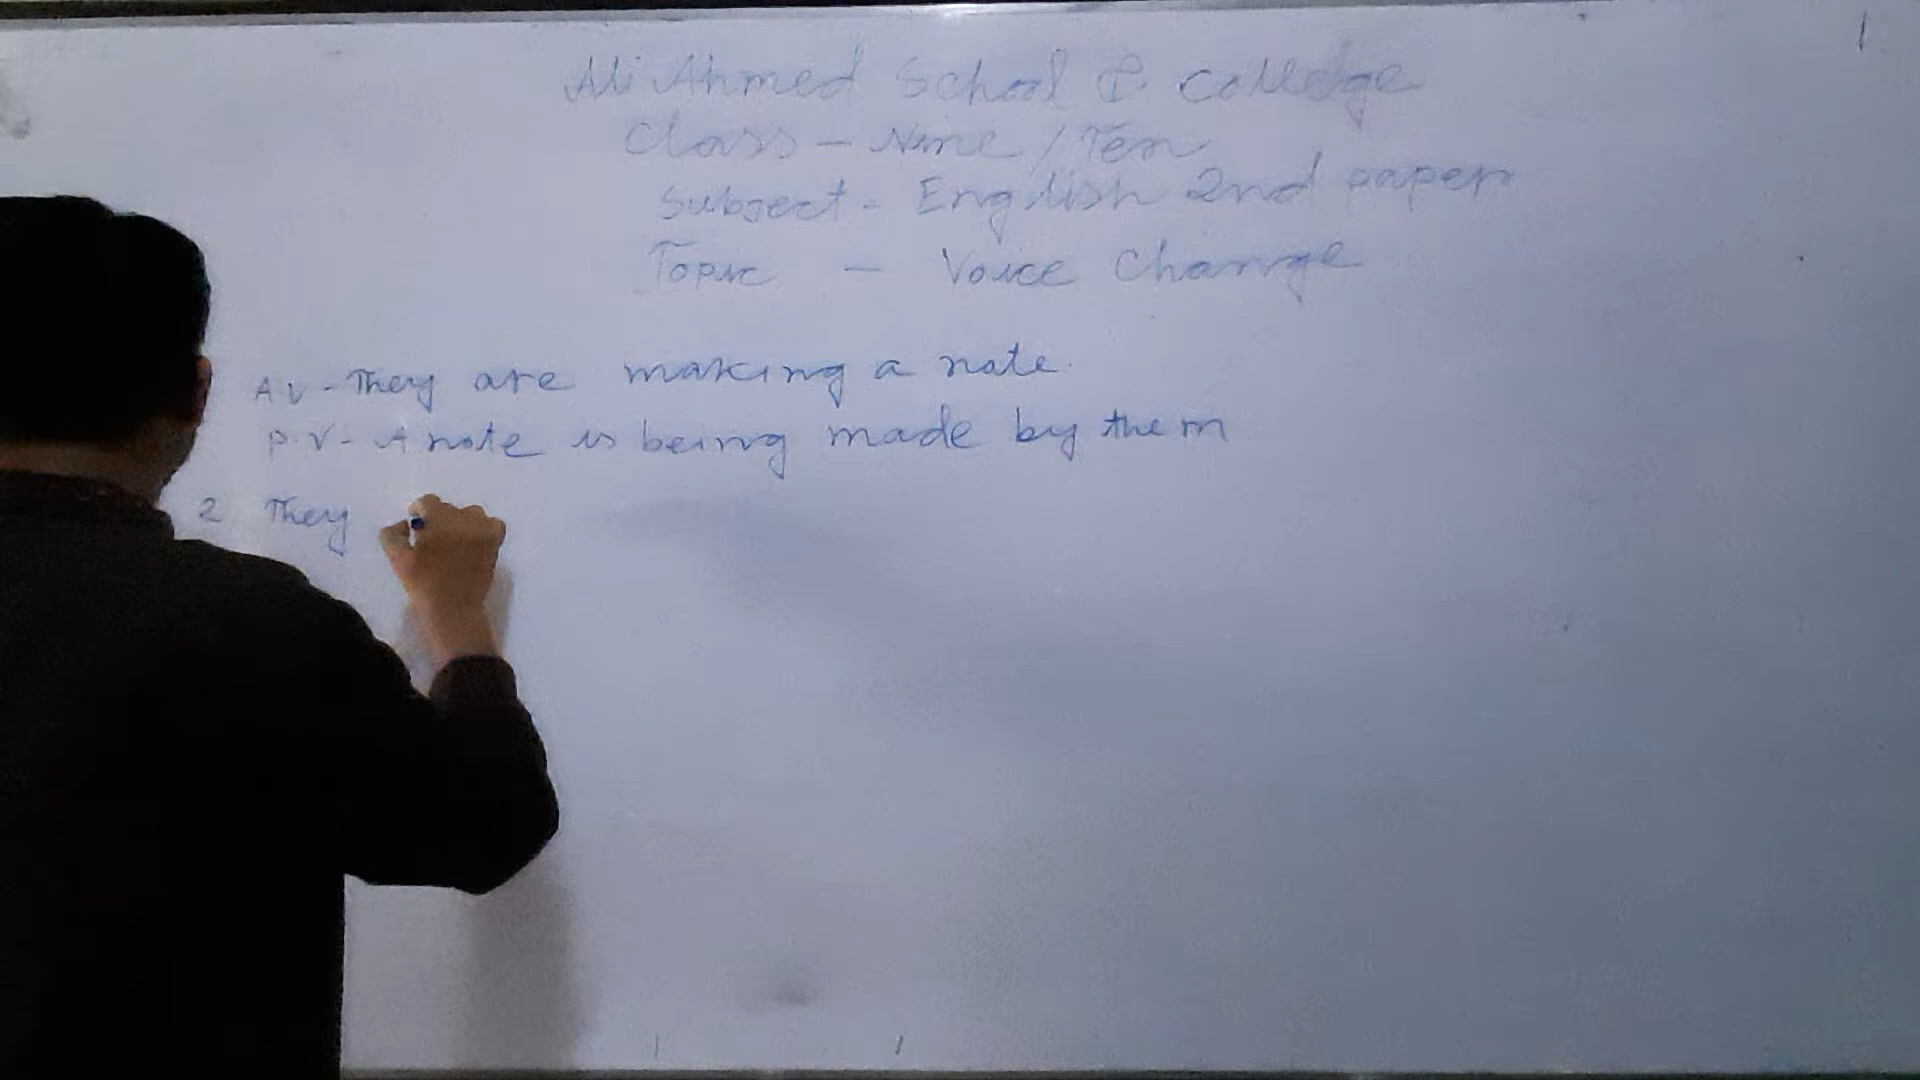 Ali Ahmed School & Colledge
Class - Nine / Ten
Subject - English 2nd paper
Topic - Voice Change
A.V - They are making a note.
P.V - A note is being made by them
2 They